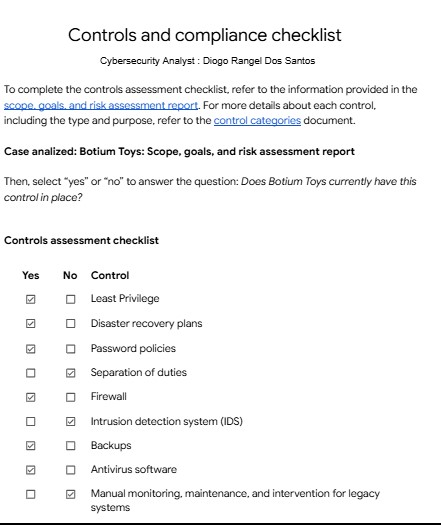 Controls and compliance checklist
Cybersecurity Analyst : Diogo Rangel Dos Santos
To complete the controls assessment checklist, refer to the information provided in the
scope, goals, and risk assessment report. For more details about each control,
including the type and purpose, refer to the control categories document.
Case analized: Botium Toys: Scope, goals, and risk assessment report
Then, select “yes” or “no” to answer the question: Does Botium Toys currently have this
control in place?
Controls assessment checklist
Yes No Control
Least Privilege
Disaster recovery plans
Password policies
Separation of duties
Firewall
Intrusion detection system (IDS)
Backups
Antivirus software
Manual monitoring, maintenance, and intervention for legacy
systems